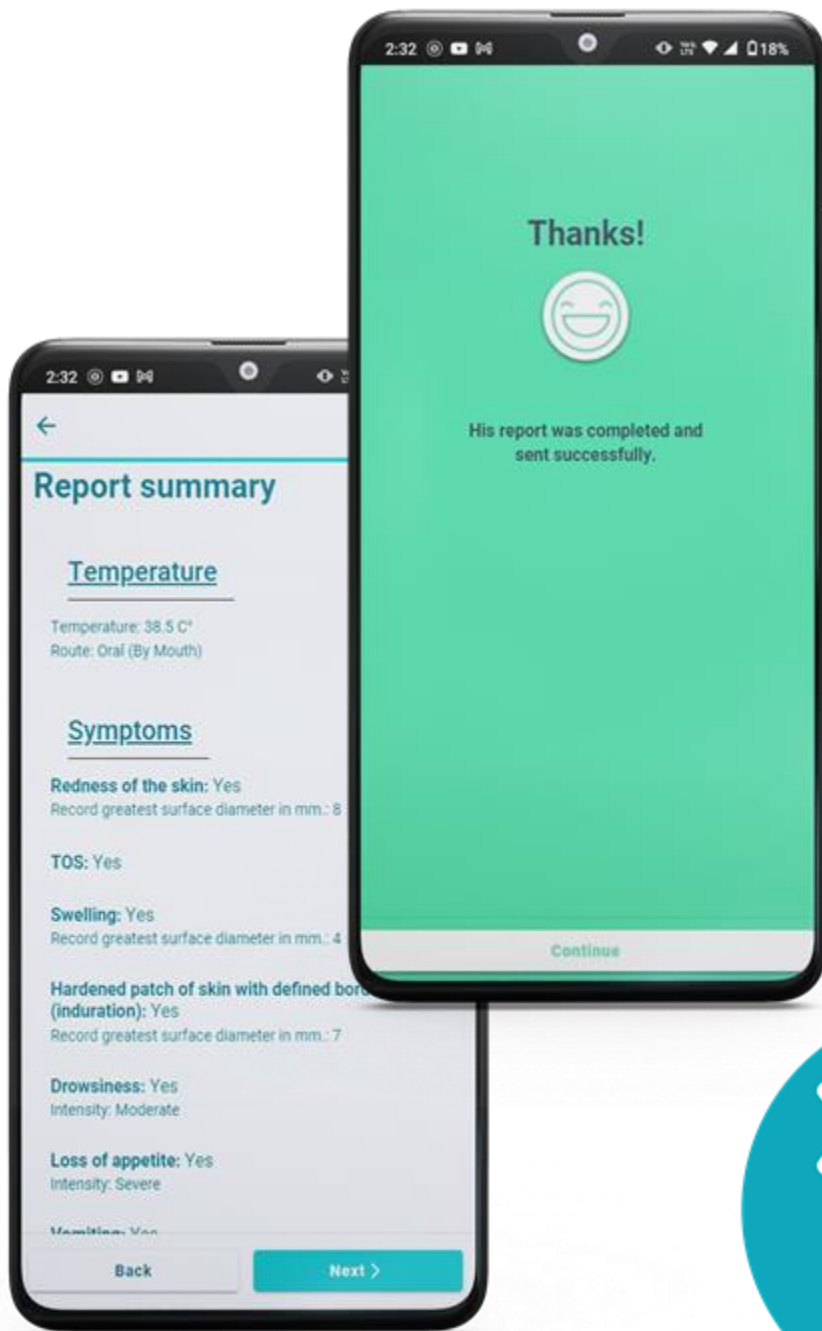 2:32
18%
Thanks!
His report was completed and
sent successfully.
Continue
2:32
Report summary
Temperature
Temperature: 38.5 C°
Route: Oral (By Mouth)
Symptoms
Redness of the skin: Yes
Record greatest surface diameter in mm.: 8
TOS: Yes
Swelling: Yes
Record greatest surface diameter in mm.: 4
Hardened patch of skin with defined
(induration): Yes
Record greatest surface diameter in mm.: 7
Drowsiness: Yes
Intensity: Moderate
Loss of appetite: Yes
Intensity: Severe
Vomiting: Yes
Back
Next >